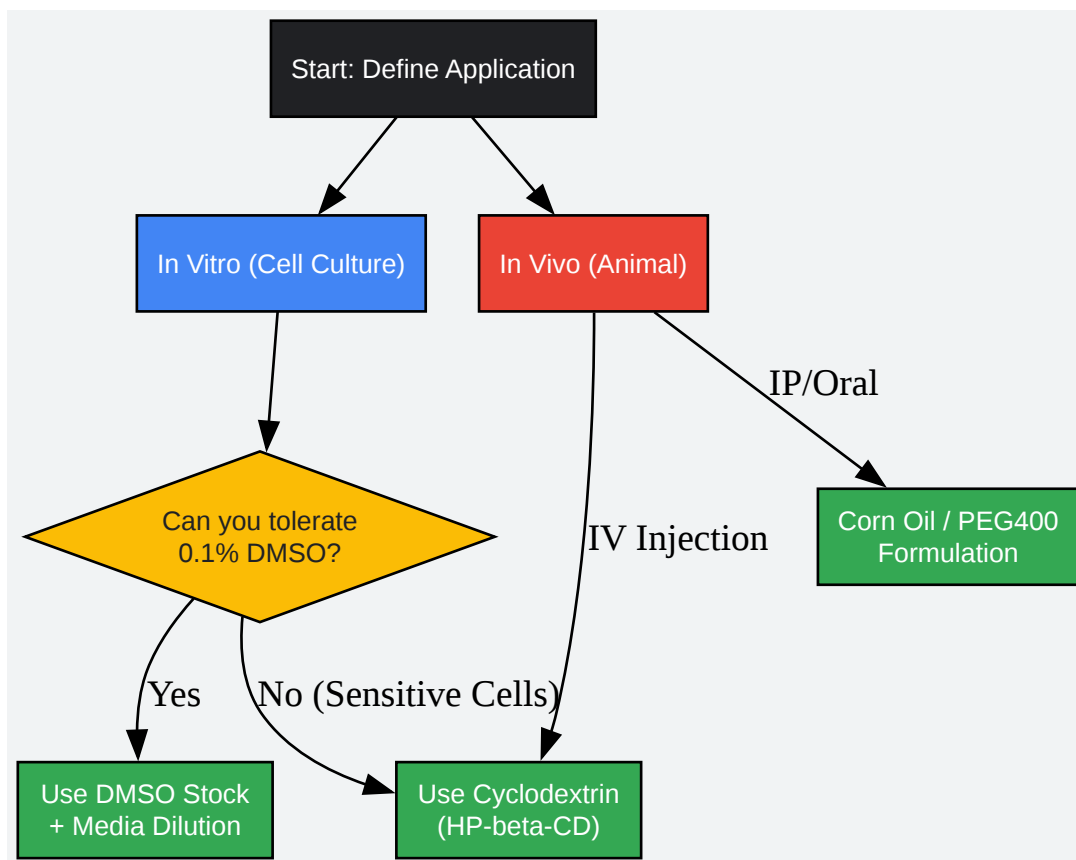 Start: Define Application
In Vitro (Cell Culture)
In Vivo (Animal)
IP/Oral
Can you tolerate
0.1% DMSO?
IV Injection
Corn Oil / PEG400
Formulation
Yes
No (Sensitive Cells)
Use DMSO Stock
+ Media Dilution
Use Cyclodextrin
(HP-beta-CD)